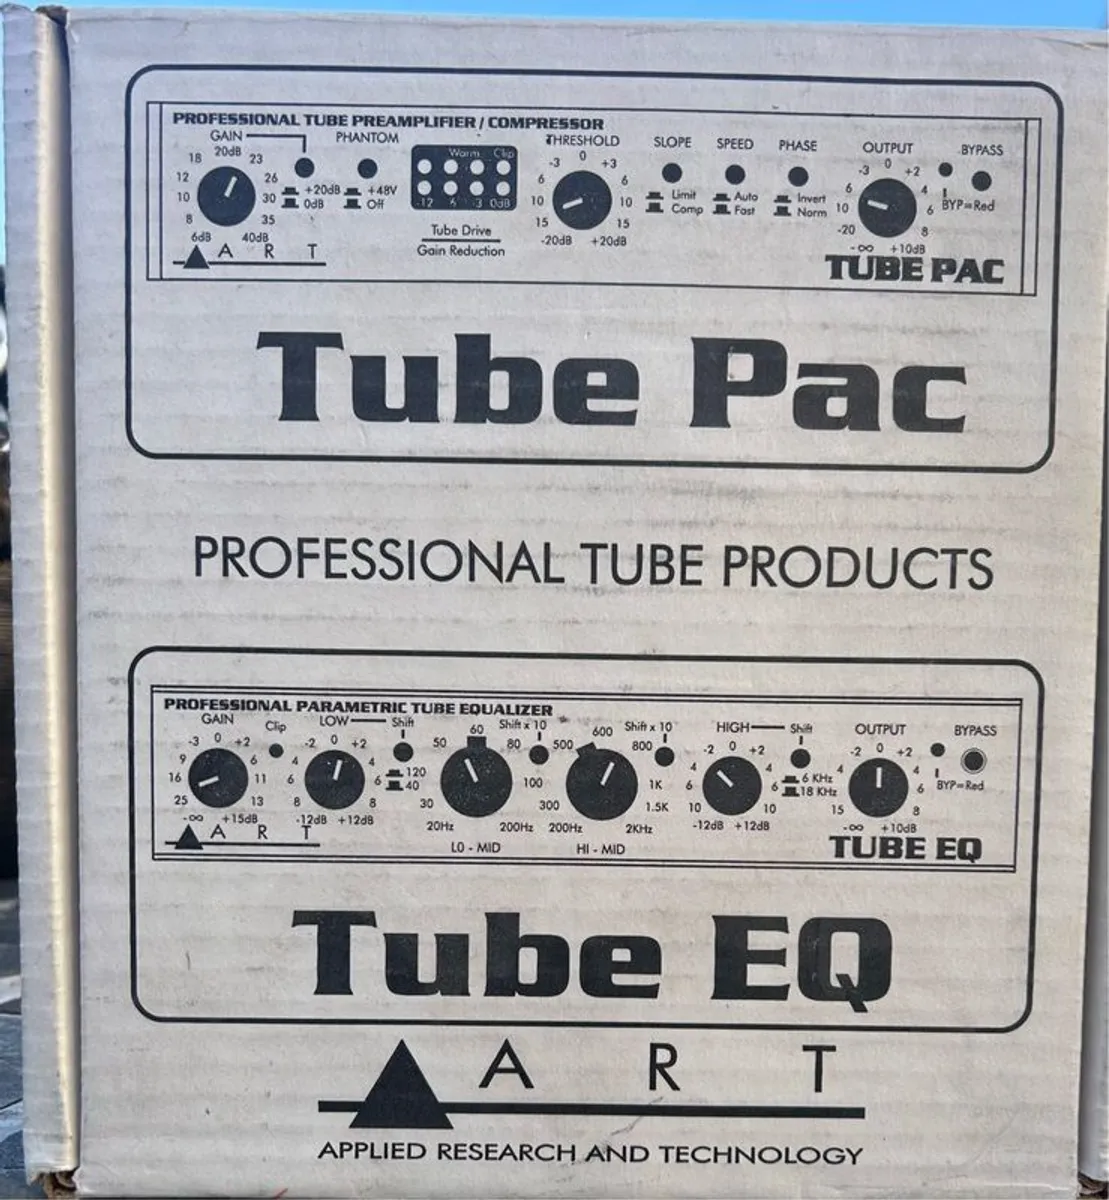 PROFESSIONAL TUBE PREAMPLIFIER / COMPRESSOR
GAIN PHANTOM THRESHOLD SLOPE SPEED PHASE OUTPUT BYPASS
18 20dB 23 Warm Clip -3 0 +3 -3 0 +2
12 26 6 6 6 4
10 30 +20dB +48V 10 10 Limit Auto Invert 10 6 BYP=Red
0dB Off -12 6 -3 0dB Comp Fast Norm
8 35 15 15 -20 8
6dB 40dB Tube Drive -20dB +20dB -∞ +10dB
A R T Gain Reduction
TUBE PAC
Tube Pac
PROFESSIONAL TUBE PRODUCTS
PROFESSIONAL PARAMETRIC TUBE EQUALIZER
GAIN Clip LOW Shift 60 Shift x 10 600 Shift x 10 HIGH Shift OUTPUT BYPASS
-3 0 +2 -2 0 +2 50 80 500 800 -2 0 +2 -2 0 +2
9 6 4 4 4 4 4 4
16 11 6 6 120 100 1K 6 6 6 KHz 6 BYP=Red
40 18 KHz
25 13 8 8 30 300 1.5K 10 10 15 8
-∞ +15dB -12dB +12dB 20Hz 200Hz 200Hz 2KHz -12dB +12dB -∞ +10dB
A R T LO - MID HI - MID TUBE EQ
Tube EQ
A R T
APPLIED RESEARCH AND TECHNOLOGY